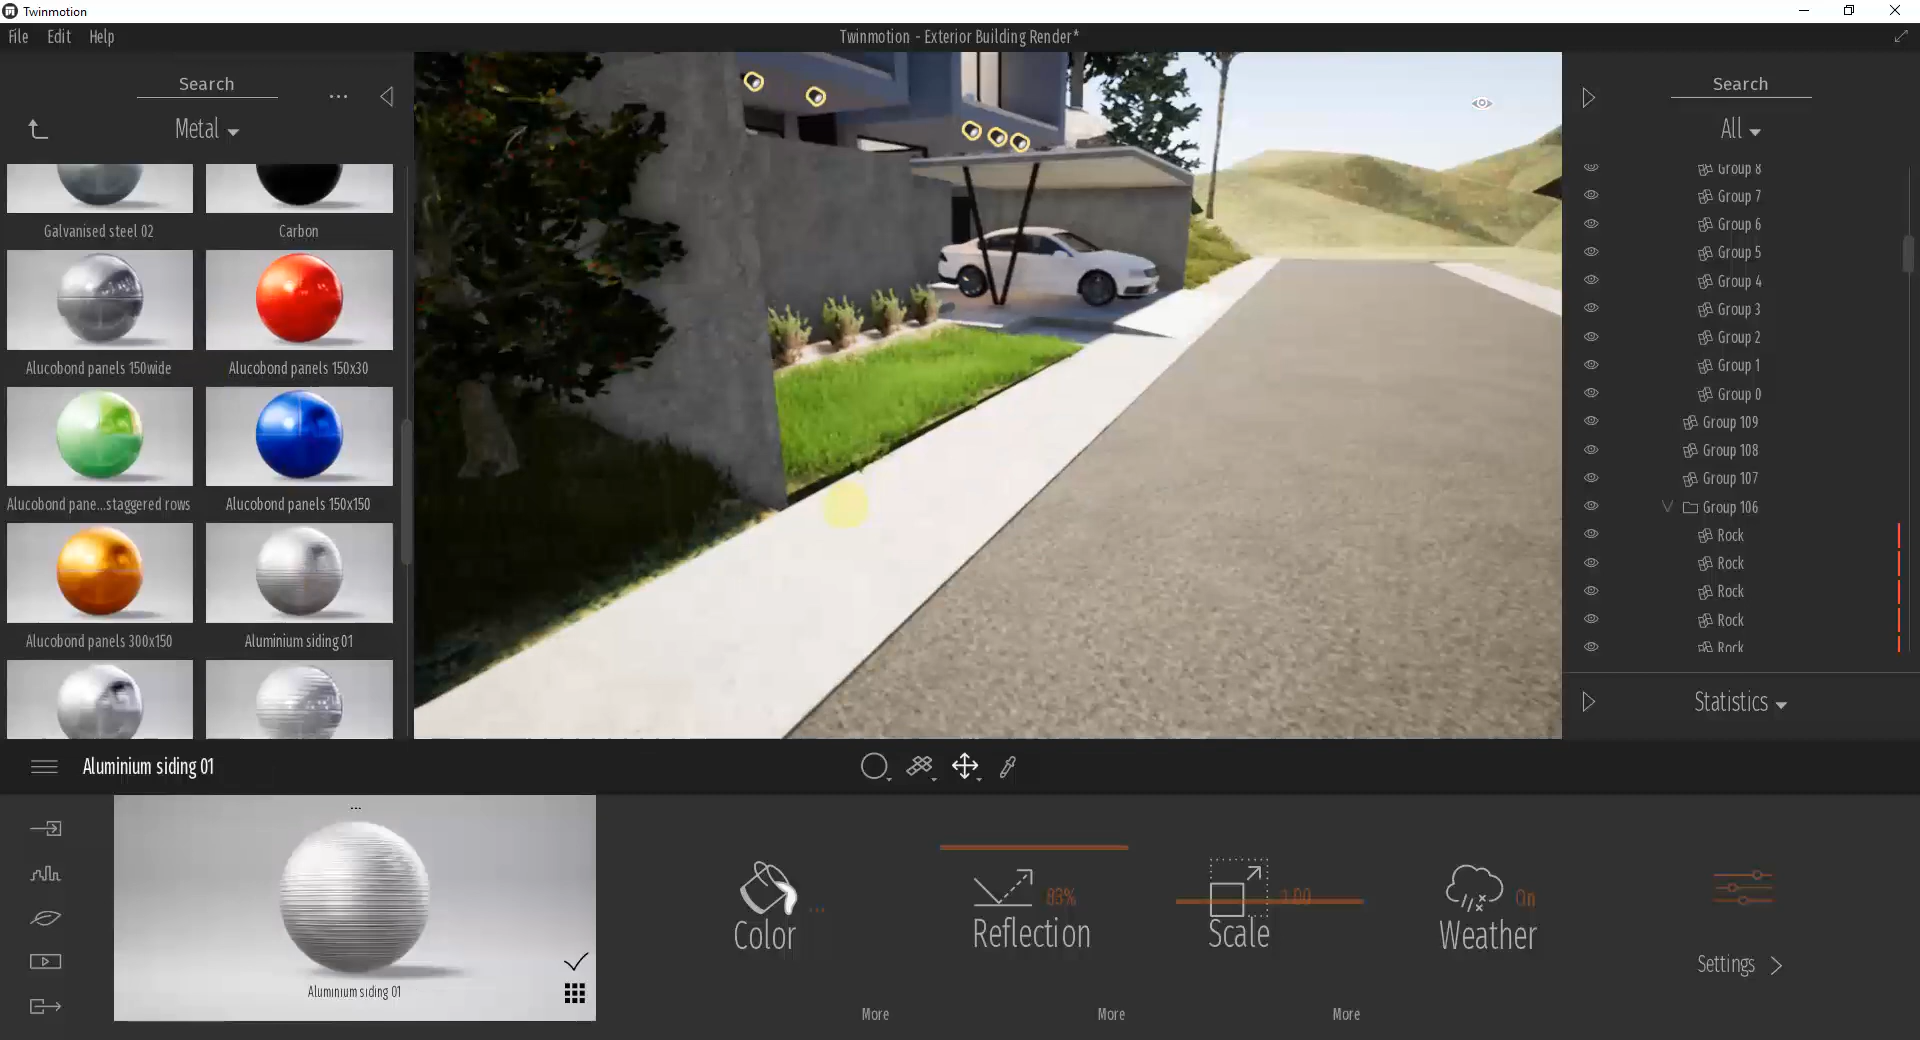 Twinmotion
File Edit Help
Twinmotion - Exterior Building Render*
Search
Metal
Galvanised steel 02
Carbon
Alucobond panels 150wide
Alucobond panels 150x30
Alucobond pane...staggered rows
Alucobond panels 150x150
Alucobond panels 300x150
Aluminium siding 01
Search
All
Group 8
Group 7
Group 6
Group 5
Group 4
Group 3
Group 2
Group 1
Group 0
Group 109
Group 108
Group 107
Group 106
Rock
Rock
Rock
Rock
Rock
Statistics
Aluminium siding 01
...
Aluminium siding 01
Color
...
More
Reflection
83%
More
Scale
More
Weather
On
Settings